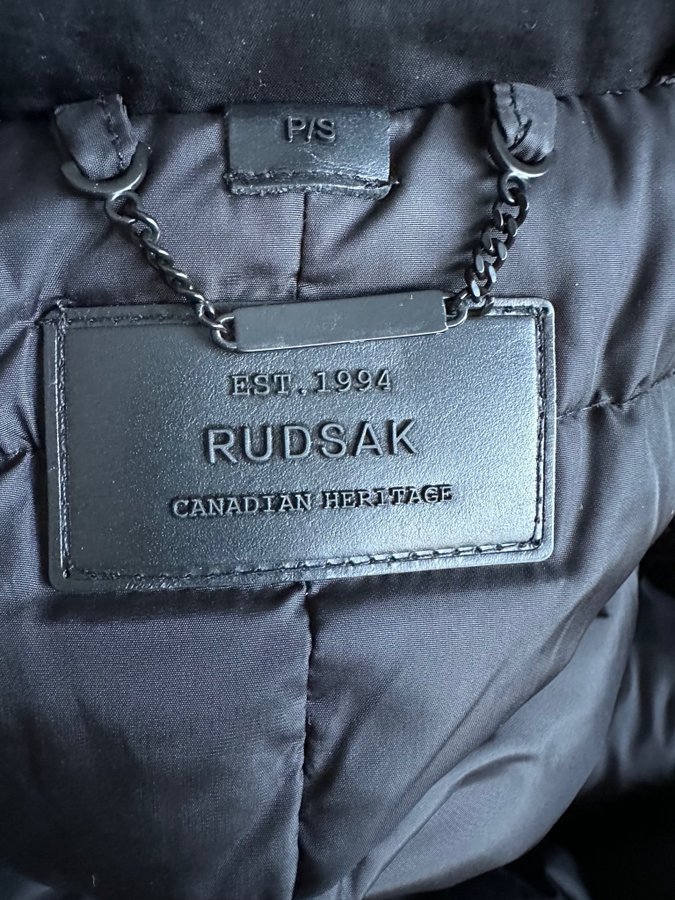 P/S
EST.1994
RUDSAK
CANADIAN HERITAGE